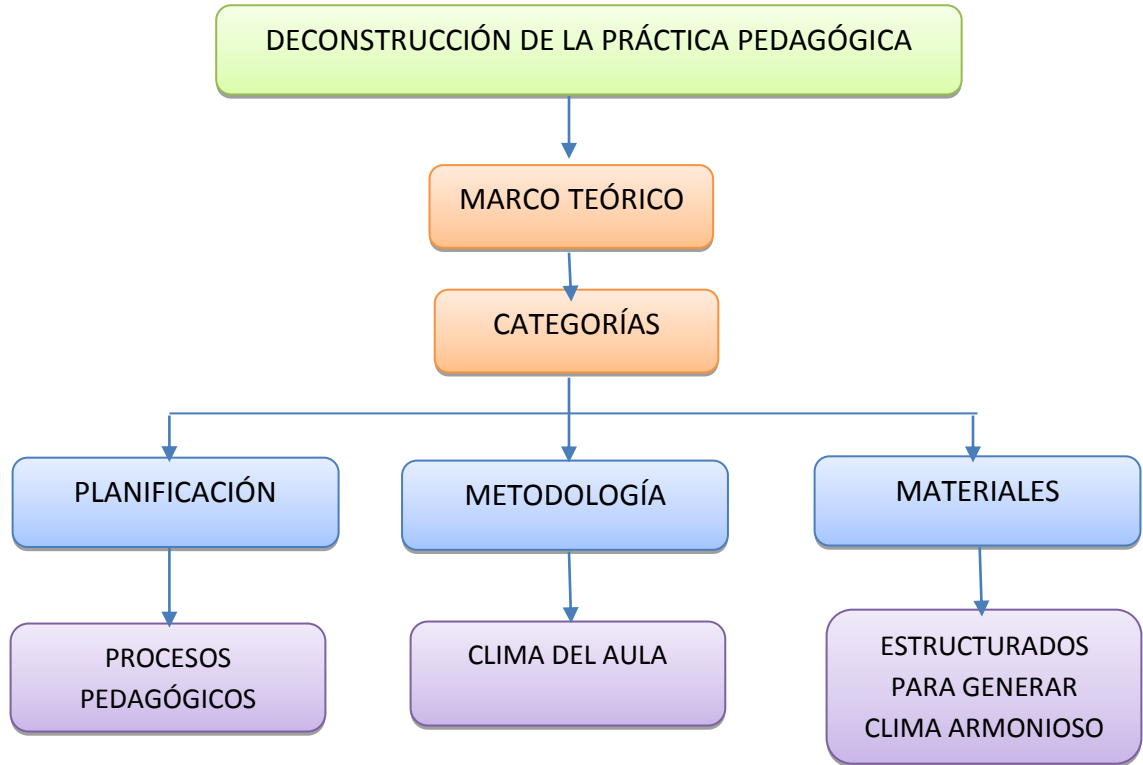 DECONSTRUCCIÓN DE LA PRÁCTICA PEDAGÓGICA
MARCO TEÓRICO
CATEGORÍAS
PLANIFICACIÓN
METODOLOGÍA
MATERIALES
PROCESOS
PEDAGÓGICOS
CLIMA DEL AULA
ESTRUCTURADOS
PARA GENERAR
CLIMA ARMONIOSO